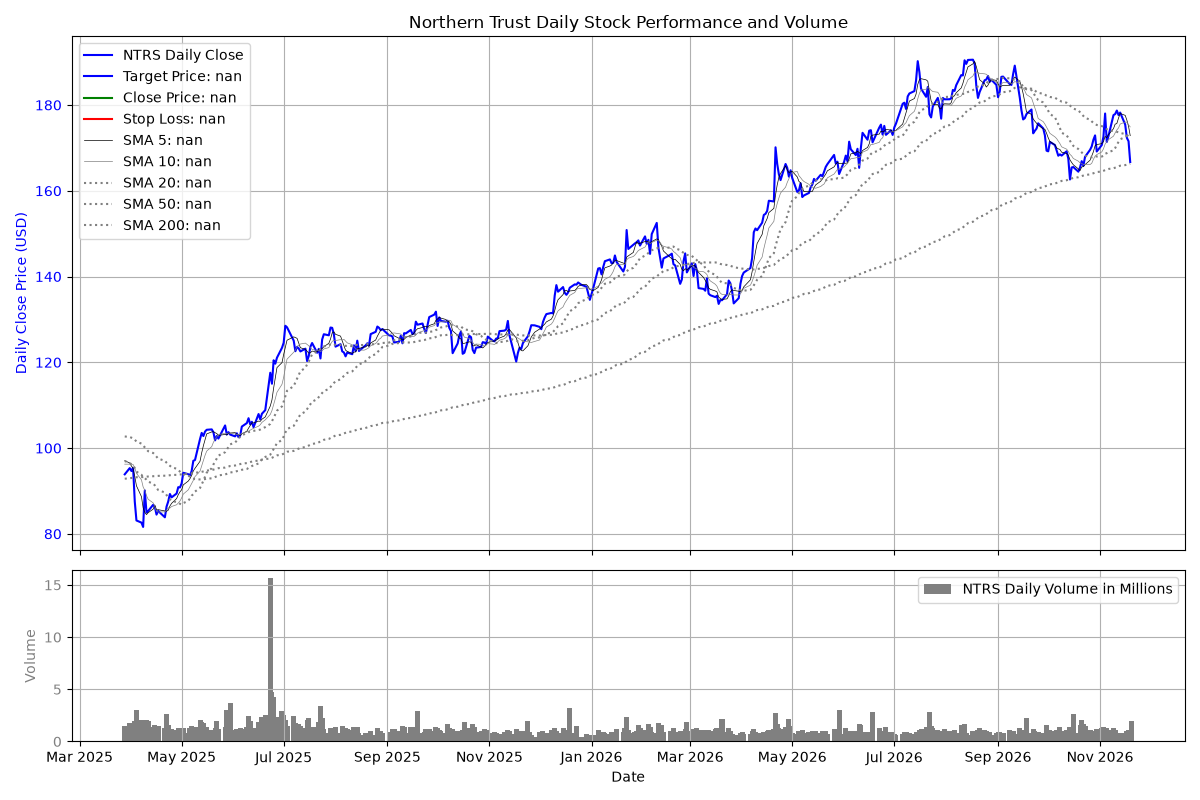 Northern Trust Daily Stock Performance and Volume
NTRS Daily Close
Target Price: nan
Close Price: nan
Stop Loss: nan
SMA 5: nan
SMA 10: nan
SMA 20: nan
SMA 50: nan
SMA 200: nan
Daily Close Price (USD)
180
160
140
120
100
80
NTRS Daily Volume in Millions
Volume
15
10
5
0
Mar 2025 May 2025 Jul 2025 Sep 2025 Nov 2025 Jan 2026 Mar 2026 May 2026 Jul 2026 Sep 2026 Nov 2026
Date